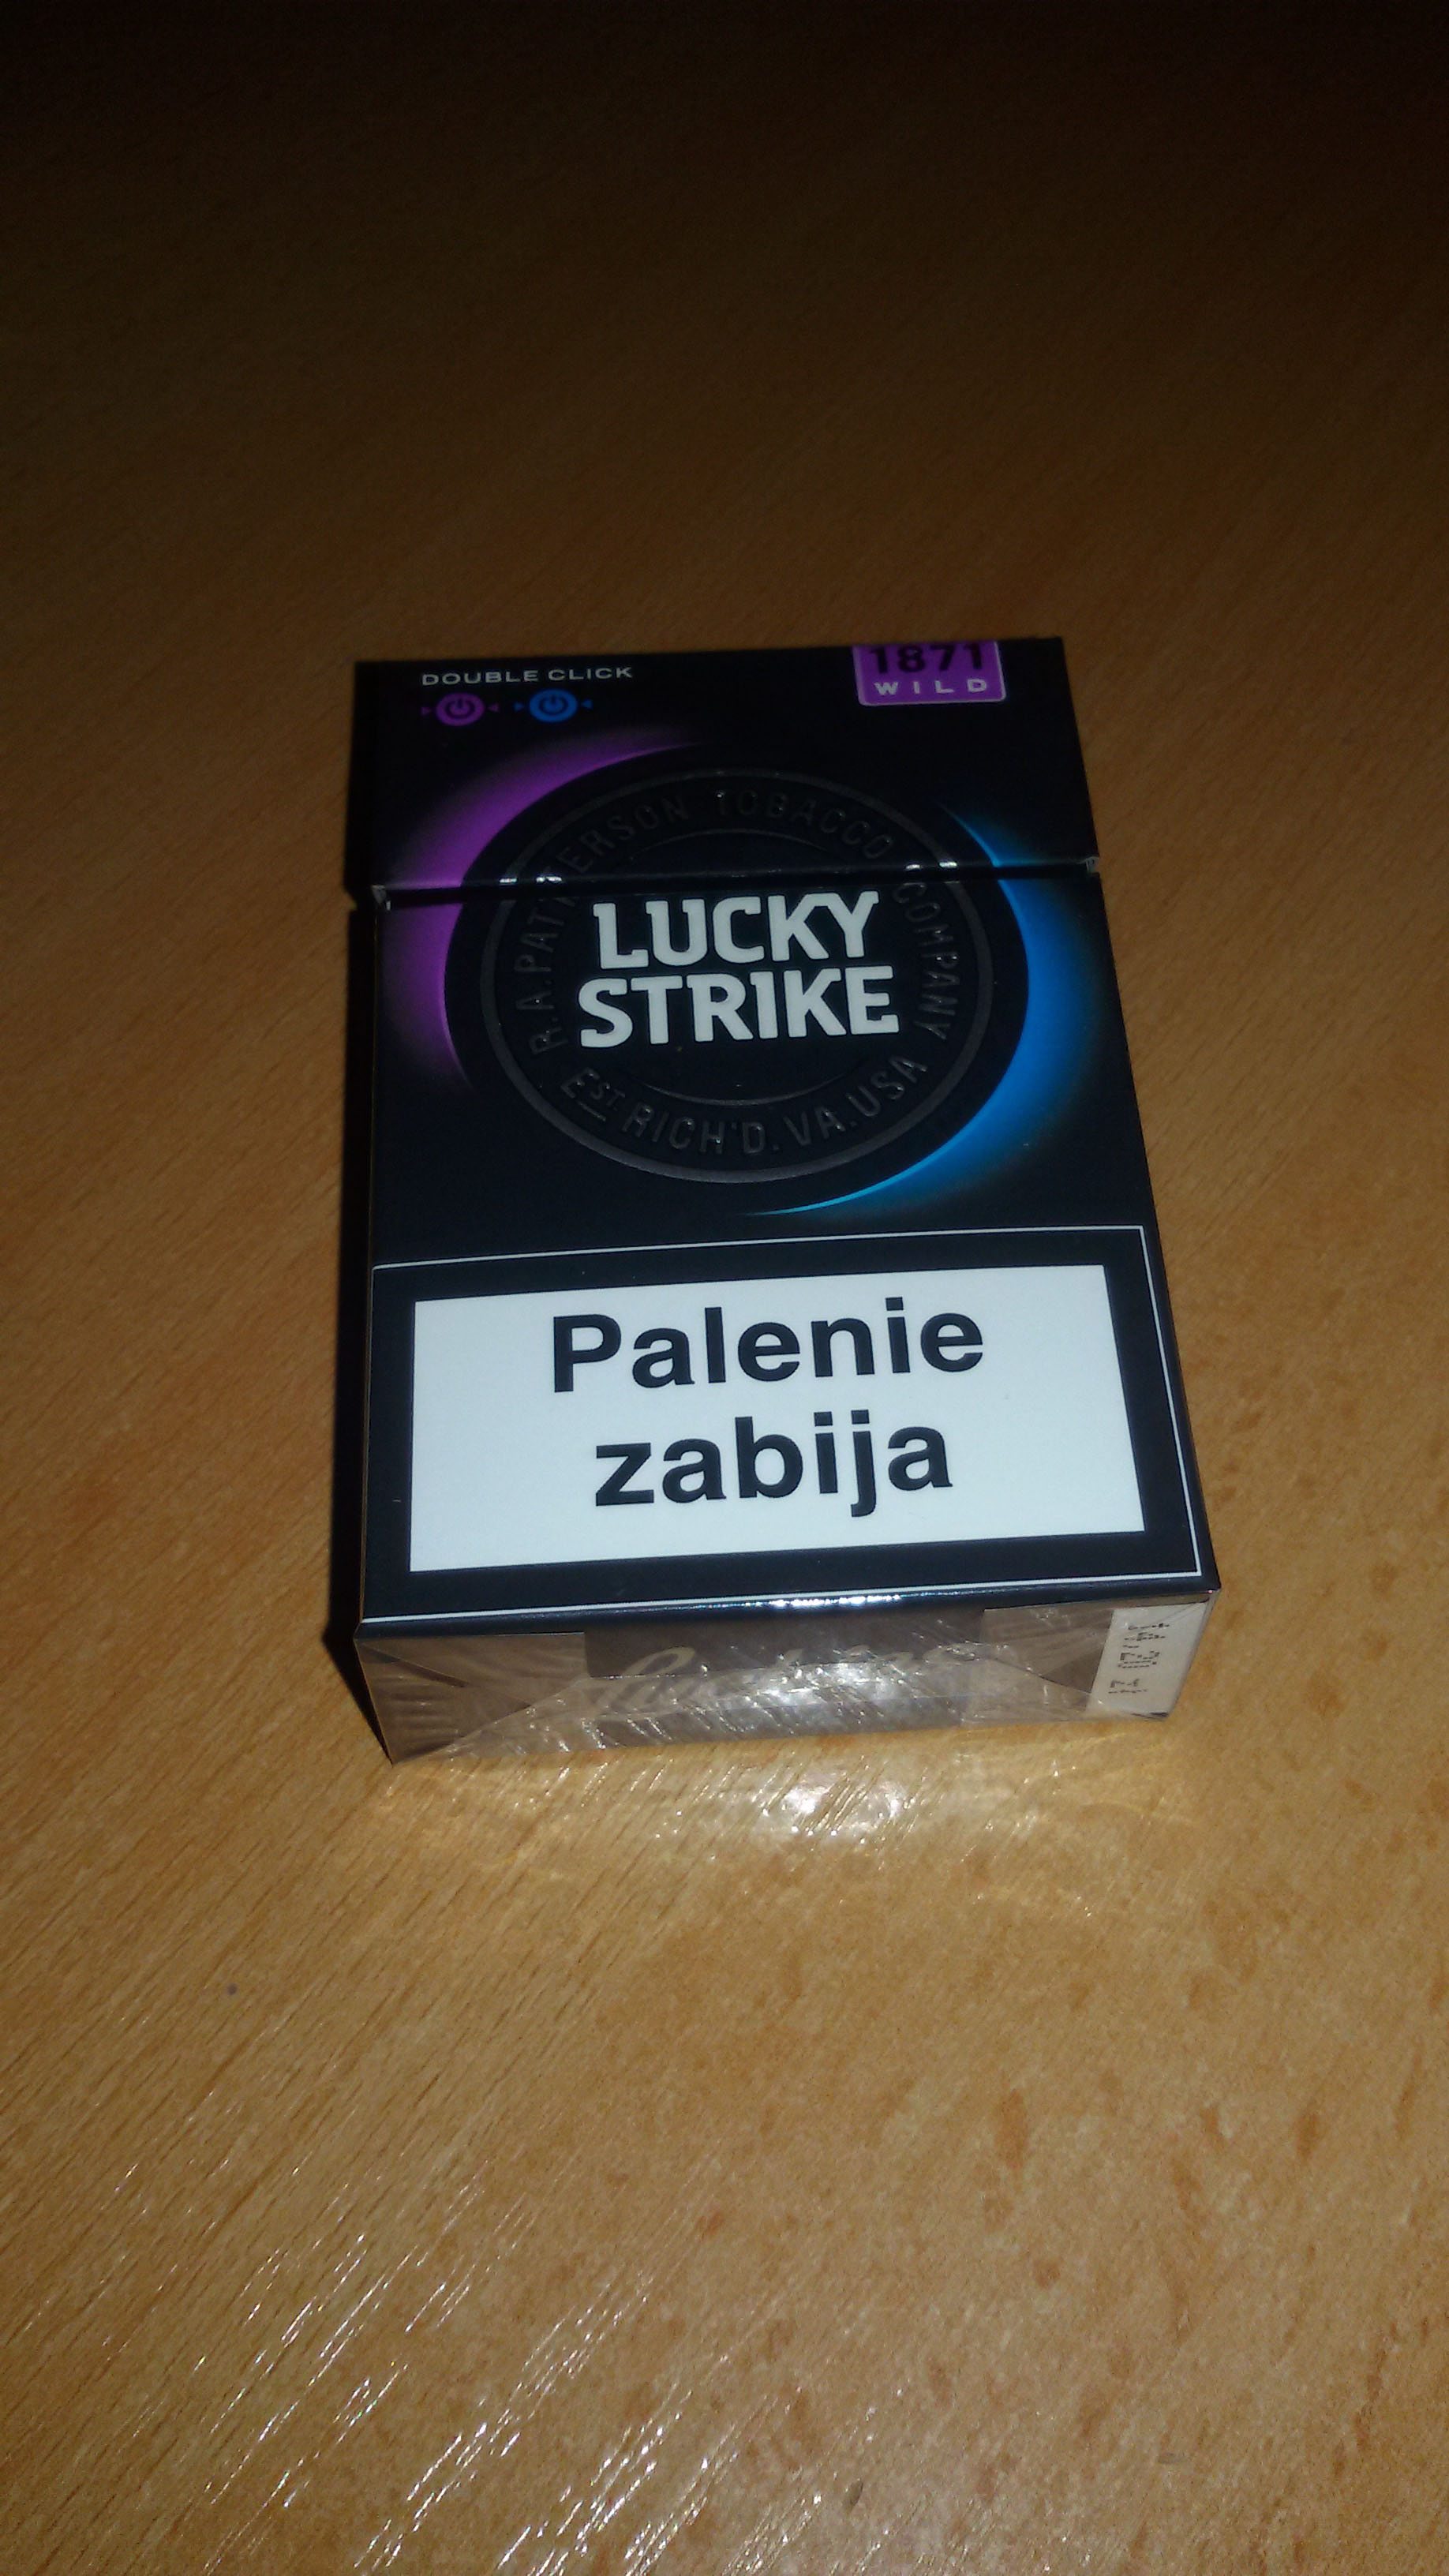 DOUBLE CLICK
1871
WILD
R.A.PATTERSON TOBACCO COMPANY
LUCKY
STRIKE
EST. RICH'D. VA. USA
Palenie
zabija